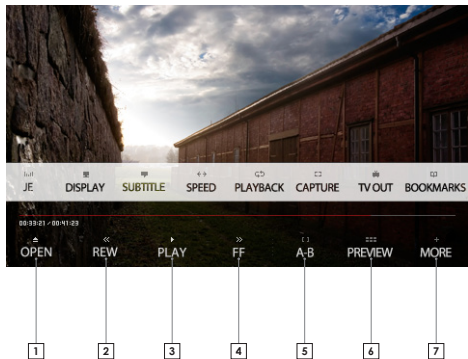 UE DISPLAY SUBTITLE SPEED PLAYBACK CAPTURE TV OUT BOOKMARKS
00:33:21 / 00:41:23
OPEN REW PLAY FF A-B PREVIEW MORE
1 2 3 4 5 6 7